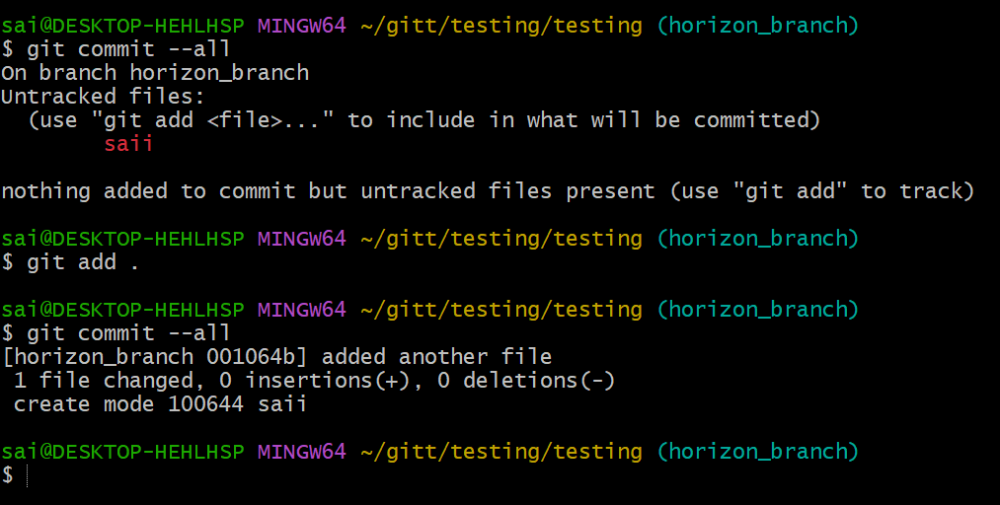 sai@DESKTOP-HEHLHSP MINGW64 ~/gitt/testing/testing (horizon_branch)
$ git commit --all
On branch horizon_branch
Untracked files:
  (use "git add <file>..." to include in what will be committed)
        saii

nothing added to commit but untracked files present (use "git add" to track)

sai@DESKTOP-HEHLHSP MINGW64 ~/gitt/testing/testing (horizon_branch)
$ git add .

sai@DESKTOP-HEHLHSP MINGW64 ~/gitt/testing/testing (horizon_branch)
$ git commit --all
[horizon_branch 001064b] added another file
 1 file changed, 0 insertions(+), 0 deletions(-)
 create mode 100644 saii

sai@DESKTOP-HEHLHSP MINGW64 ~/gitt/testing/testing (horizon_branch)
$